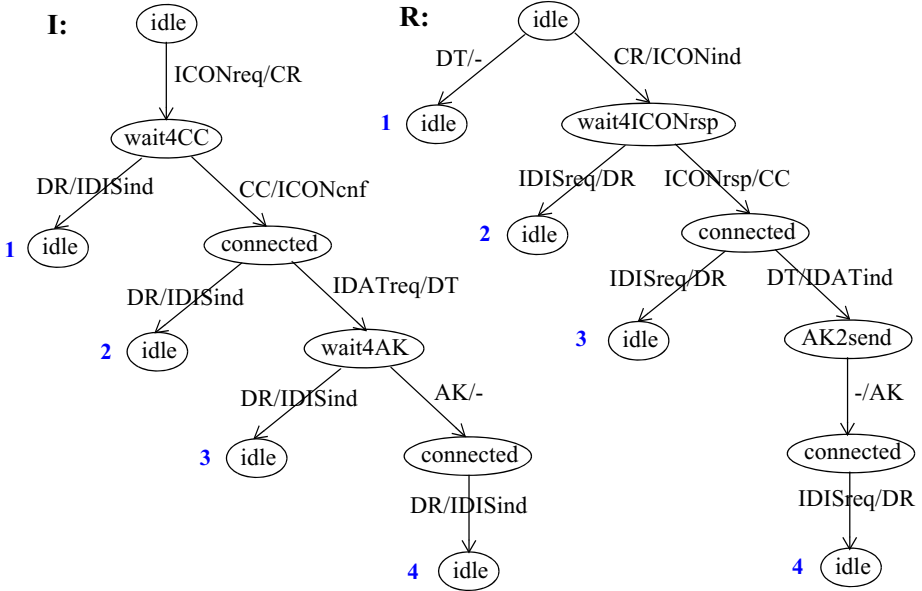 I:
idle
ICONreq/CR
wait4CC
DR/IDISind
CC/ICONcnf
1
idle
connected
DR/IDISind
IDATreq/DT
2
idle
wait4AK
DR/IDISind
AK/-
3
idle
connected
DR/IDISind
4
idle
R:
idle
DT/-
CR/ICONind
1
idle
wait4ICONrsp
IDISreq/DR
ICONrsp/CC
2
idle
connected
IDISreq/DR
DT/IDATind
3
idle
AK2send
-/AK
connected
IDISreq/DR
4
idle